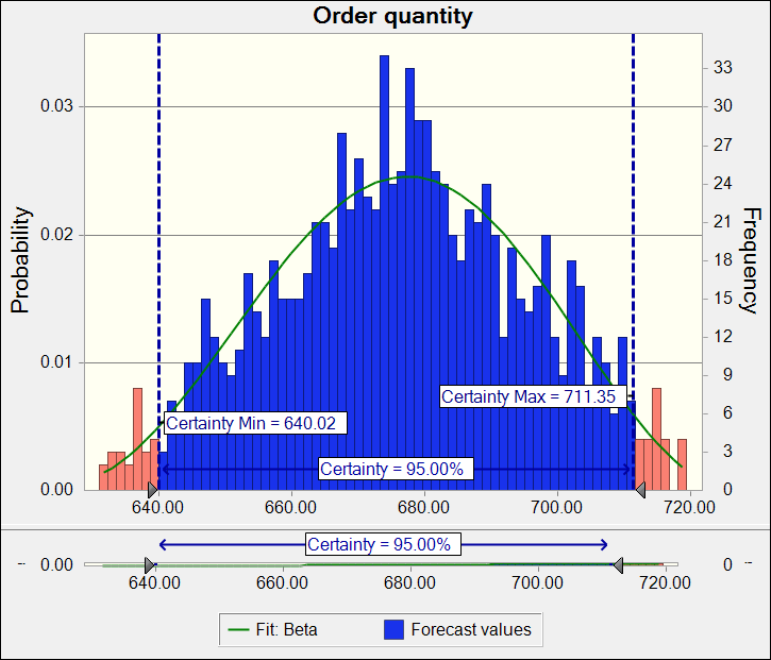 Order quantity
Probability
Frequency
0.03
0.02
0.01
0.00
33
30
27
24
21
18
15
12
9
6
3
0
Certainty Max = 711.35
Certainty Min = 640.02
Certainty = 95.00%
640.00 660.00 680.00 700.00 720.00
Certainty = 95.00%
0.00 0
640.00 660.00 680.00 700.00 720.00
Fit: Beta Forecast values